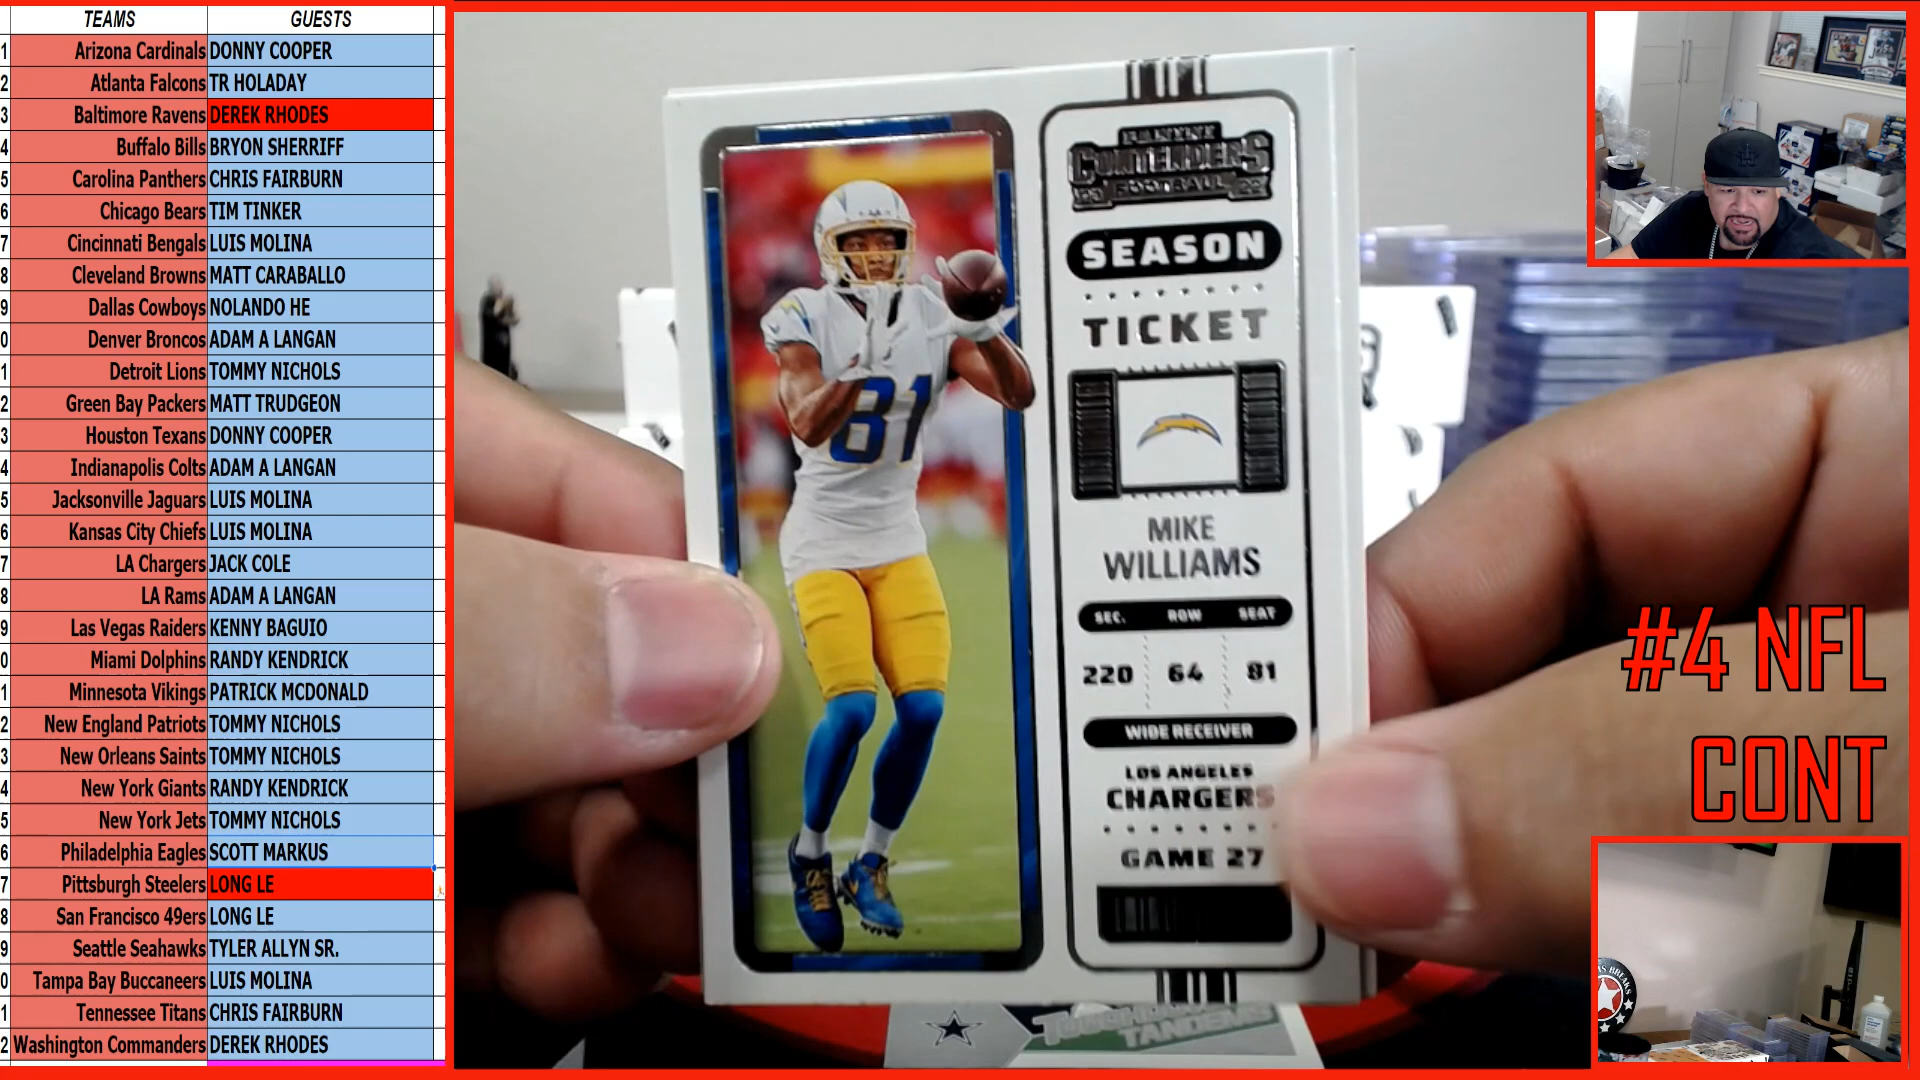 TEAMS GUESTS
1 Arizona Cardinals DONNY COOPER
2 Atlanta Falcons TR HOLADAY
3 Baltimore Ravens DEREK RHODES
4 Buffalo Bills BRYON SHERRIFF
5 Carolina Panthers CHRIS FAIRBURN
6 Chicago Bears TIM TINKER
7 Cincinnati Bengals LUIS MOLINA
8 Cleveland Browns MATT CARABALLO
9 Dallas Cowboys NOLANDO HE
0 Denver Broncos ADAM A LANGAN
1 Detroit Lions TOMMY NICHOLS
2 Green Bay Packers MATT TRUDGEON
3 Houston Texans DONNY COOPER
4 Indianapolis Colts ADAM A LANGAN
5 Jacksonville Jaguars LUIS MOLINA
6 Kansas City Chiefs LUIS MOLINA
7 LA Chargers JACK COLE
8 LA Rams ADAM A LANGAN
9 Las Vegas Raiders KENNY BAGUIO
0 Miami Dolphins RANDY KENDRICK
1 Minnesota Vikings PATRICK MCDONALD
2 New England Patriots TOMMY NICHOLS
3 New Orleans Saints TOMMY NICHOLS
4 New York Giants RANDY KENDRICK
5 New York Jets TOMMY NICHOLS
6 Philadelphia Eagles SCOTT MARKUS
7 Pittsburgh Steelers LONG LE
8 San Francisco 49ers LONG LE
9 Seattle Seahawks TYLER ALLYN SR.
0 Tampa Bay Buccaneers LUIS MOLINA
1 Tennessee Titans CHRIS FAIRBURN
2 Washington Commanders DEREK RHODES
81
PANINI
CONTENDERS
20 FOOTBALL 22
SEASON
TICKET
MIKE
WILLIAMS
SEC. ROW SEAT
220 64 81
WIDE RECEIVER
LOS ANGELES
CHARGERS
GAME 27
TOUCHDOWN
TANDEMS
#4 NFL
CONT
BREAKS